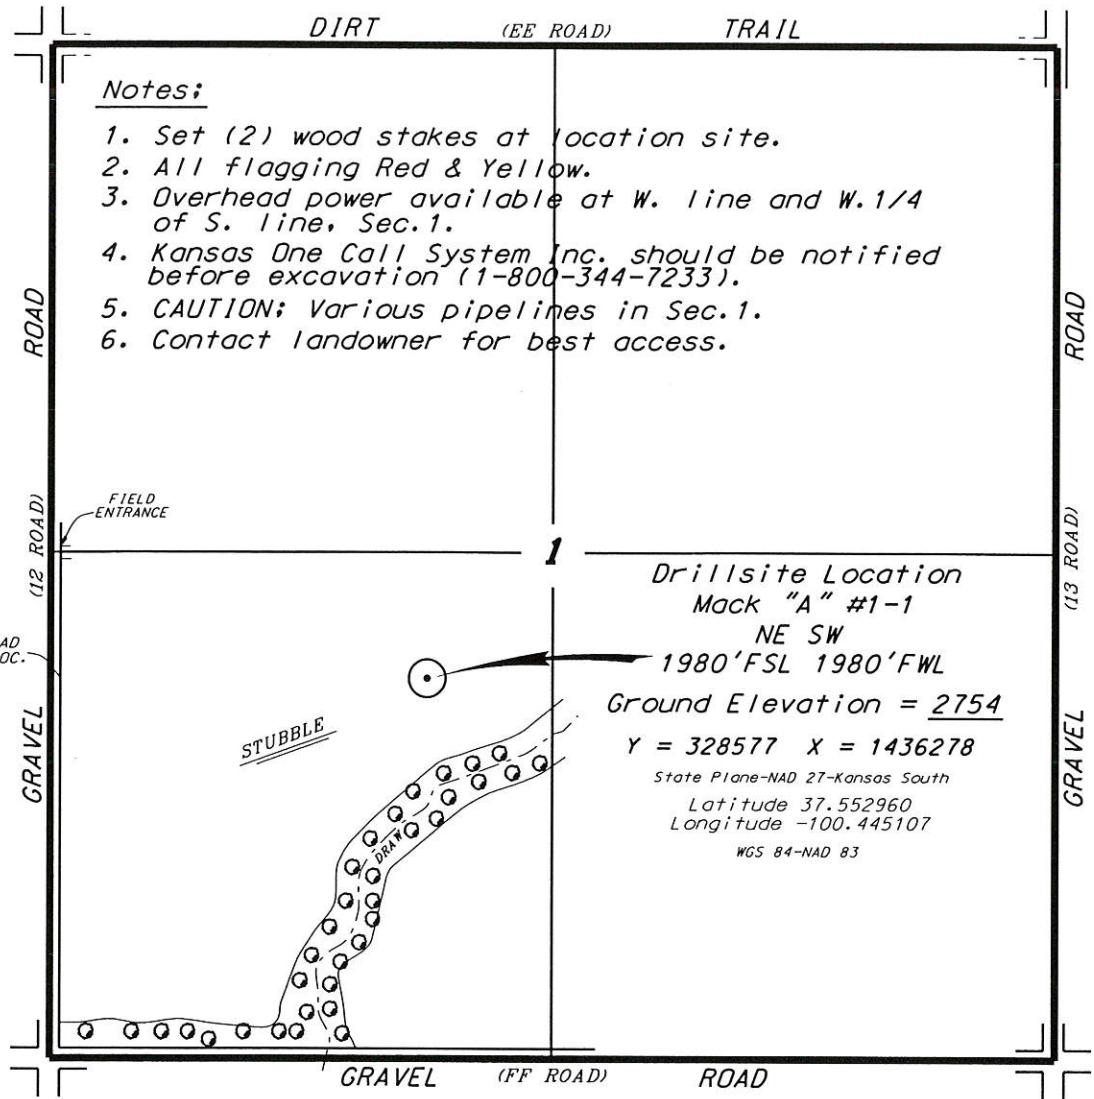 DIRT (EE ROAD) TRAIL
Notes:
1. Set (2) wood stakes at location site.
2. All flagging Red & Yellow.
3. Overhead power available at W. line and W.1/4
of S. line, Sec.1.
4. Kansas One Call System Inc. should be notified
before excavation (1-800-344-7233).
5. CAUTION: Various pipelines in Sec.1.
6. Contact landowner for best access.
ROAD
(12 ROAD)
GRAVEL
ROAD
(13 ROAD)
GRAVEL
FIELD
ENTRANCE
1
AD
OC.
Drillsite Location
Mack "A" #1-1
NE SW
1980'FSL 1980'FWL
Ground Elevation = 2754
Y = 328577 X = 1436278
State Plane-NAD 27-Kansas South
Latitude 37.552960
Longitude -100.445107
WGS 84-NAD 83
STUBBLE
DRAW
GRAVEL (FF ROAD) ROAD